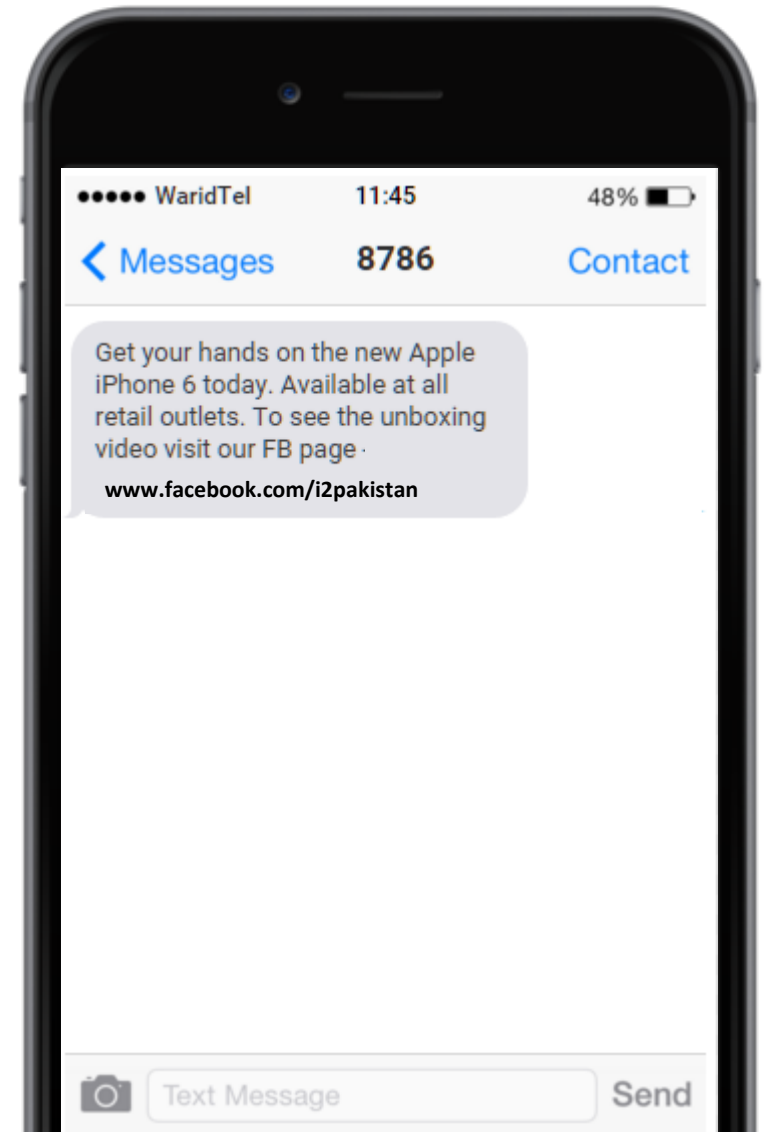 WaridTel 11:45 48%
Messages 8786 Contact
Get your hands on the new Apple
iPhone 6 today. Available at all
retail outlets. To see the unboxing
video visit our FB page
www.facebook.com/i2pakistan
Text Message Send